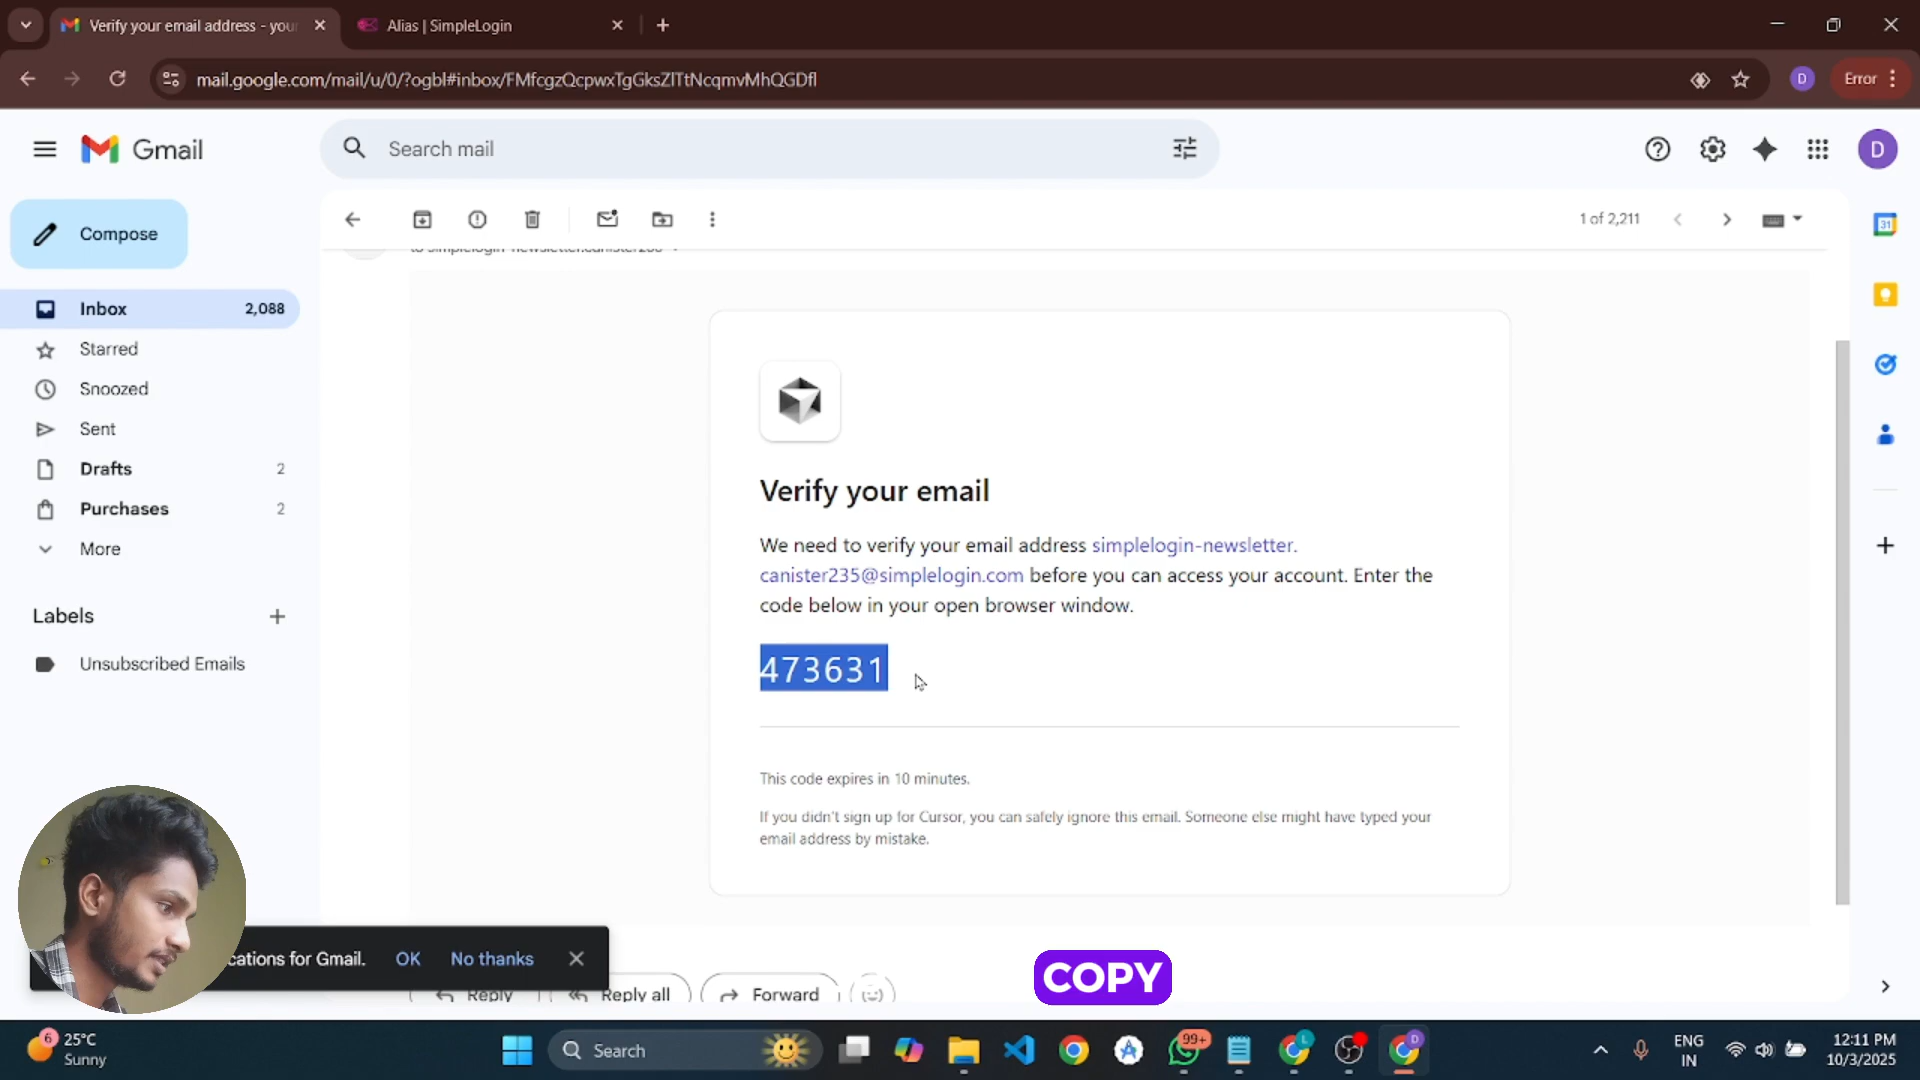 Verify your email address - you
Alias | SimpleLogin
mail.google.com/mail/u/0/?ogbl#inbox/FMfcgzQcpwxTgGksZlTtNcqmvMhQGDfl
D
Error
Gmail
Search mail
D
Compose
1 of 2,211
31
Inbox 2,088
Starred
Snoozed
Sent
Drafts 2
Purchases 2
More
Labels
Unsubscribed Emails
Verify your email
We need to verify your email address simplelogin-newsletter.
canister235@simplelogin.com before you can access your account. Enter the
code below in your open browser window.
473631
This code expires in 10 minutes.
If you didn't sign up for Cursor, you can safely ignore this email. Someone else might have typed your
email address by mistake.
cations for Gmail. OK No thanks
Reply
Reply all
Forward
COPY
6
25°C
Sunny
Search
99+
L
D
ENG
IN
12:11 PM
10/3/2025